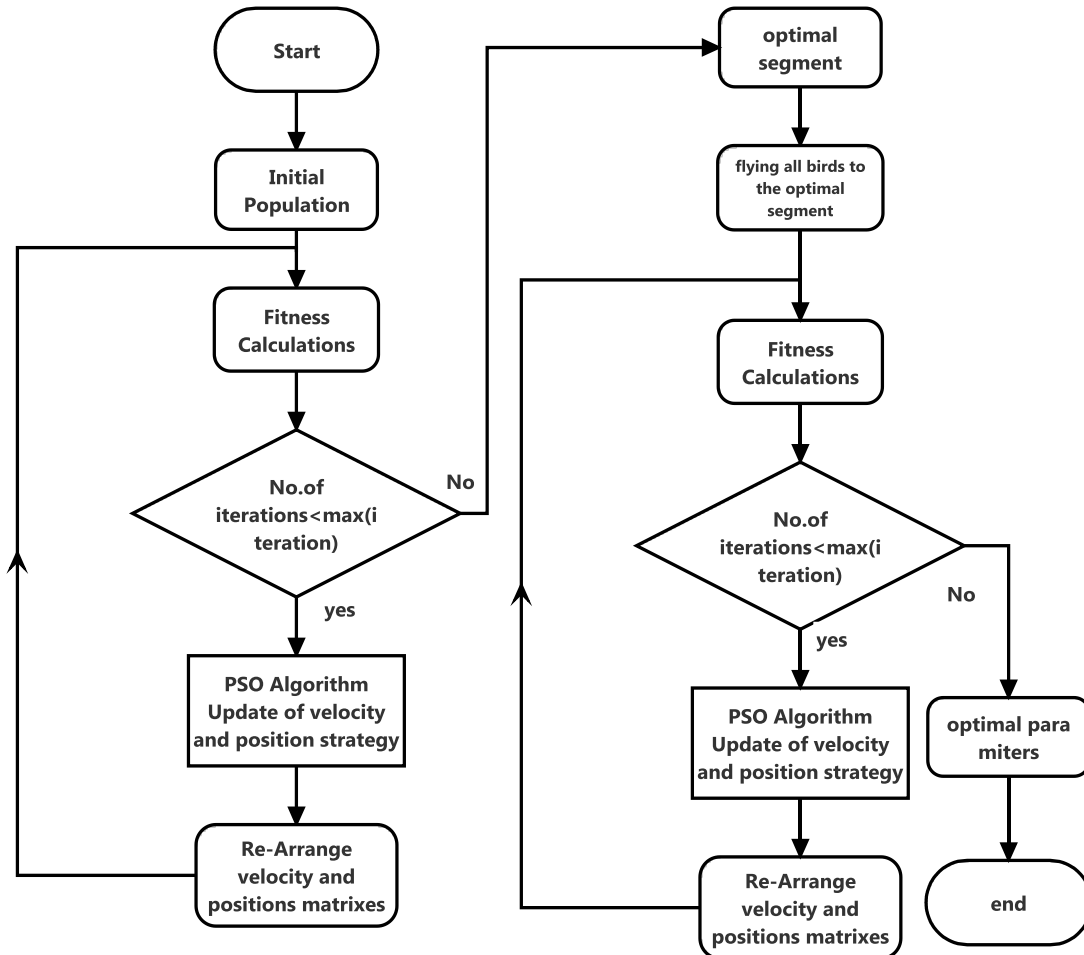 Start
Initial
Population
Fitness
Calculations
No.of
iterations<max(i
teration)
No
yes
PSO Algorithm
Update of velocity
and position strategy
Re-Arrange
velocity and
positions matrixes
optimal
segment
flying all birds to
the optimal
segment
Fitness
Calculations
No.of
iterations<max(i
teration)
No
yes
PSO Algorithm
Update of velocity
and position strategy
Re-Arrange
velocity and
positions matrixes
optimal para
miters
end